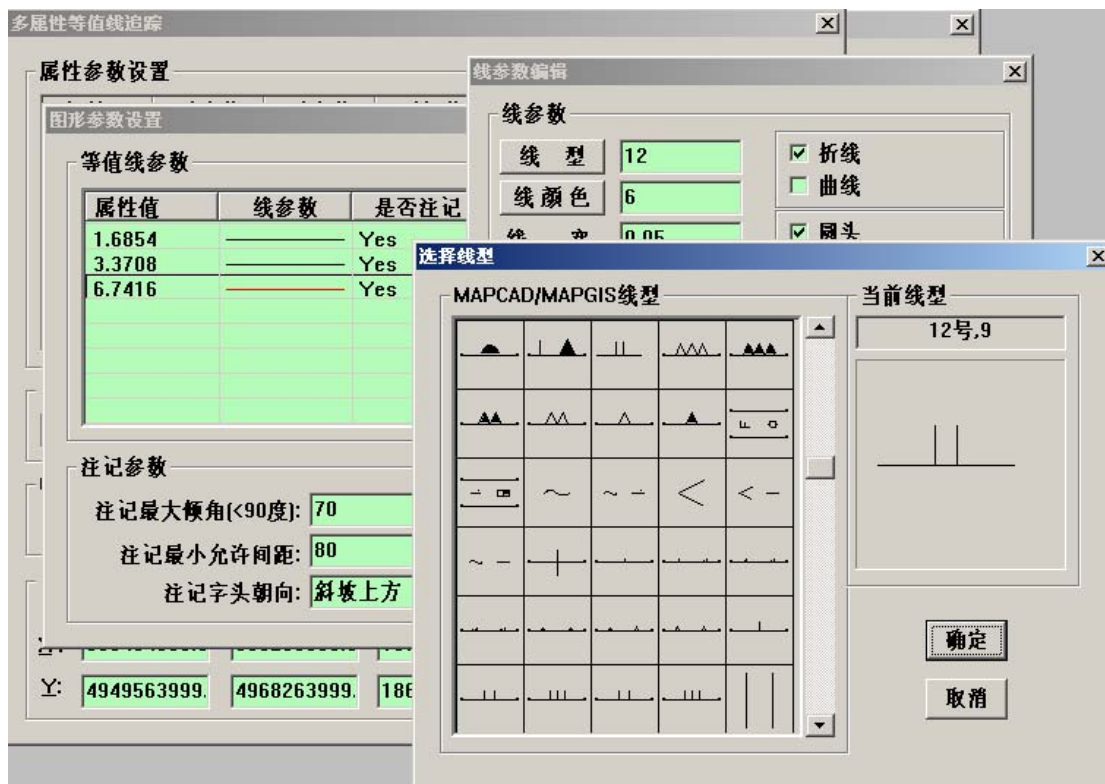 多属性等值线追踪
属性参数设置
线参数编辑
线参数
图形参数设置
等值线参数
线 型 12 折线
线颜色 6 曲线
0.05 圆头
属性值 线参数 是否注记
1.6854 Yes
3.3708 Yes
6.7416 Yes
选择线型
MAPCAD/MAPGIS线型
当前线型
12号,9
注记参数
注记最大倾角(<90度): 70
注记最小允许间距: 80
注记字头朝向: 斜坡上方
确定
取消
Y: 4949563999. 4968263999. 186